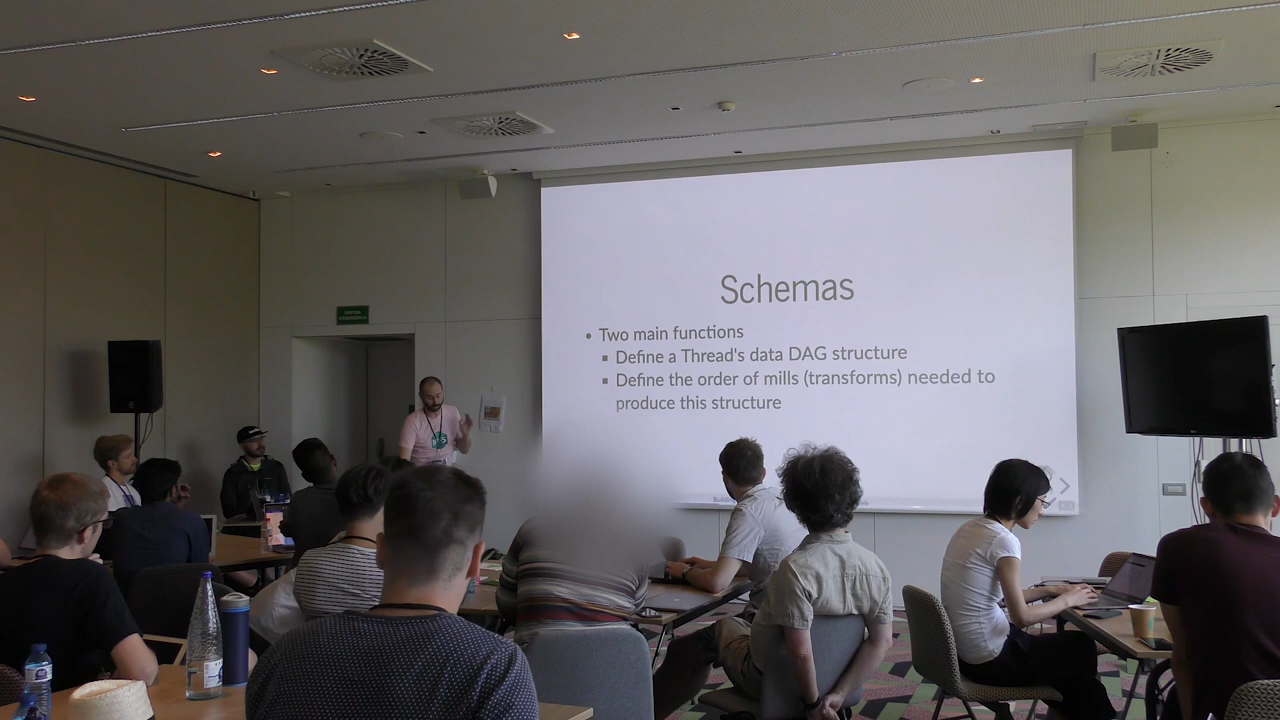 Schemas
• Two main functions
▪ Define a Thread's data DAG structure
▪ Define the order of mills (transforms) needed to
produce this structure